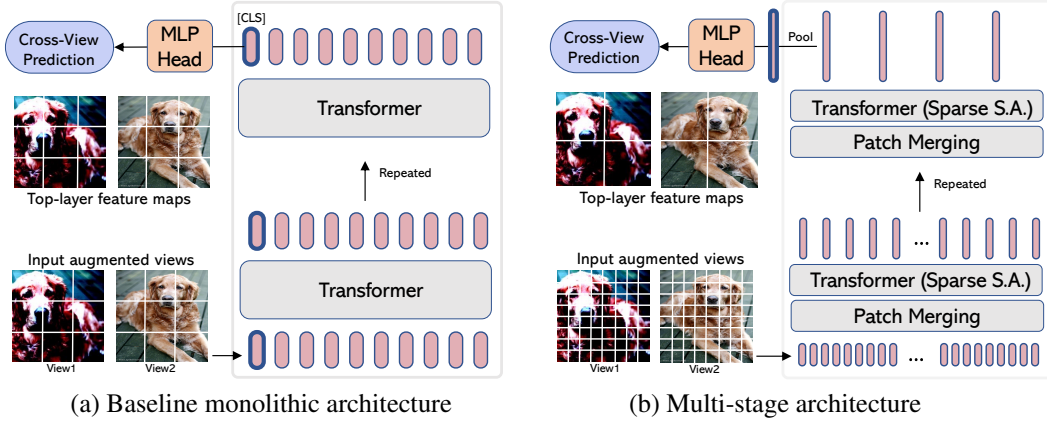 [CLS]
Cross-View
Prediction
MLP
Head
Transformer
Repeated
Top-layer feature maps
Input augmented views
Transformer
View1
View2
(a) Baseline monolithic architecture
Cross-View
Prediction
MLP
Head
Pool
Transformer (Sparse S.A.)
Patch Merging
Top-layer feature maps
Repeated
...
Input augmented views
Transformer (Sparse S.A.)
Patch Merging
...
View1
View2
(b) Multi-stage architecture